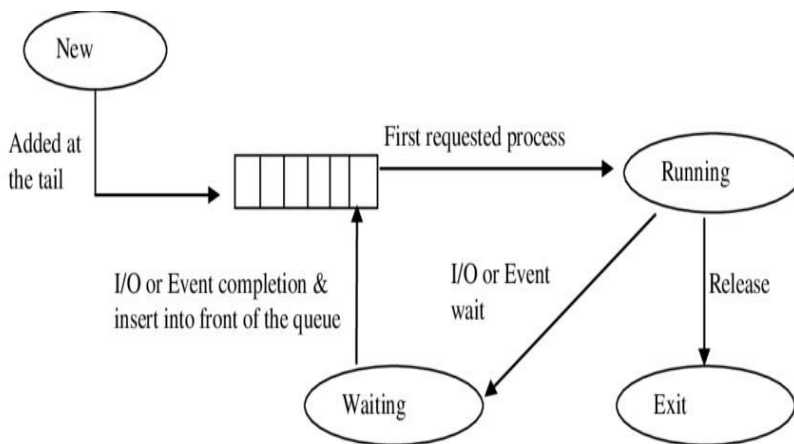 New
Added at
the tail
First requested process
Running
I/O or Event completion &
insert into front of the queue
I/O or Event
wait
Release
Waiting
Exit